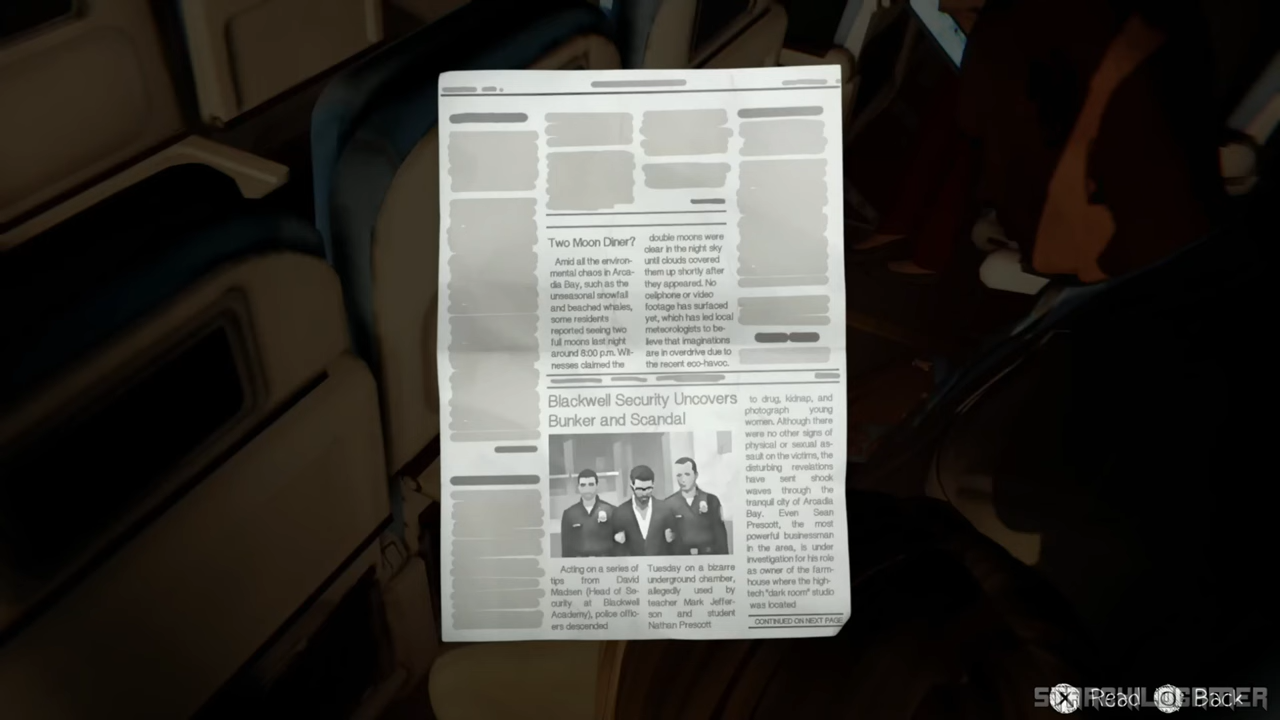 Two Moon Diner?
Amid all the environ-
mental chaos in Arca-
dia Bay, such as the
unseasonal snowfall
and beached whales,
some residents
reported seeing two
full moons last night
around 8:00 p.m. Wit-
nesses claimed the
double moons were
clear in the night sky
until clouds covered
them up shortly after
they appeared. No
cellphone or video
footage has surfaced
yet, which has led local
meteorologists to be-
lieve that imaginations
are in overdrive due to
the recent eco-havoc.
Blackwell Security Uncovers
Bunker and Scandal
Acting on a series of
tips from David
Madsen (Head of Se-
curity at Blackwell
Academy), police offic-
ers descended
Tuesday on a bizarre
underground chamber,
allegedly used by
teacher Mark Jeffer-
son and student
Nathan Prescott
to drug, kidnap, and
photograph young
women. Although there
were no other signs of
physical or sexual as-
sault on the victims, the
disturbing revelations
have sent shock
waves through the
tranquil city of Arcadia
Bay. Even Sean
Prescott, the most
powerful businessman
in the area, is under
investigation for his role
as owner of the farm-
house where the high-
tech "dark room" studio
was located
CONTINUED ON NEXT PAGE
X Read Back